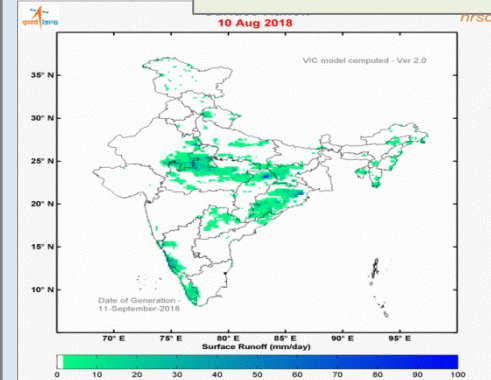 nrsc
10 Aug 2018
VIC model computed - Ver 2.0
35° N
30° N
25° N
20° N
15° N
10° N
Date of Generation -
11-September-2018
70° E
75° E
80° E
85° E
90° E
95° E
Surface Runoff (mm/day)
0 10 20 30 40 50 60 70 80 90 100